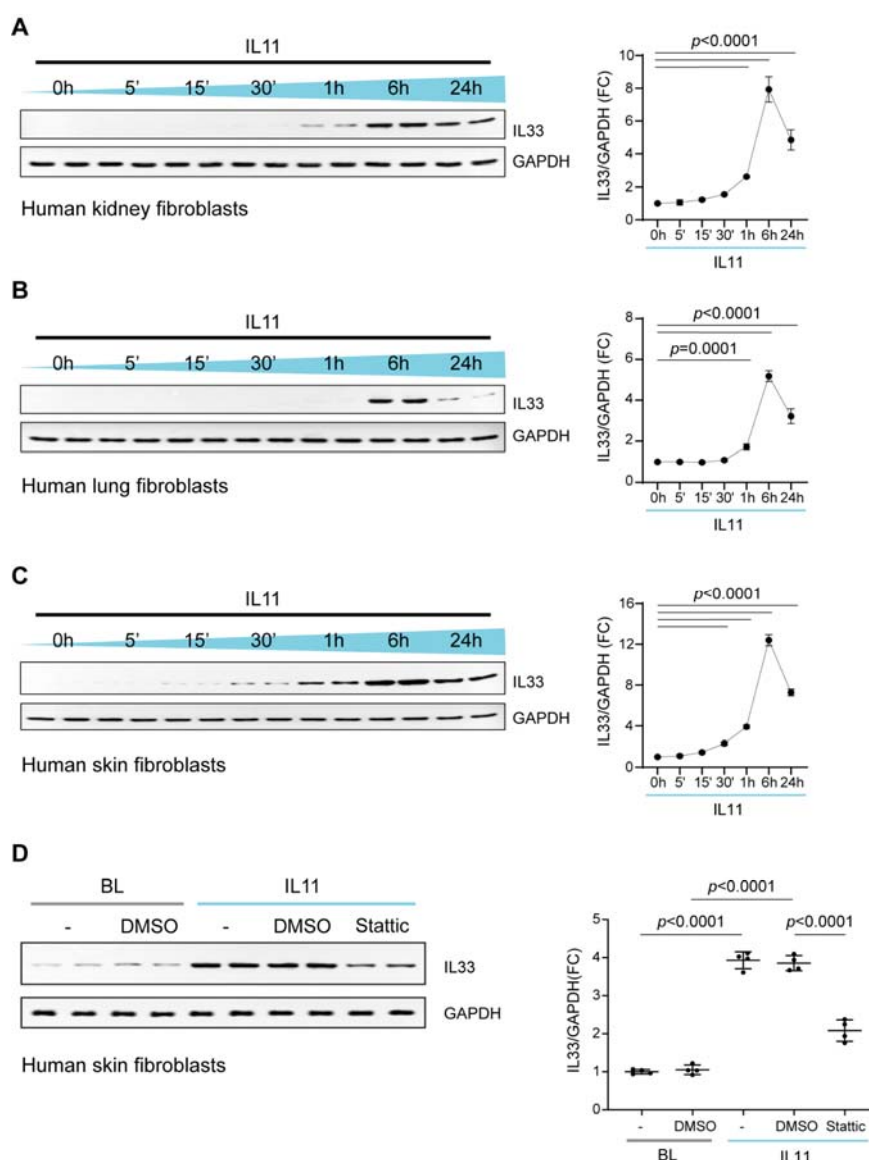 A
IL11
0h 5' 15' 30' 1h 6h 24h
IL33
GAPDH
Human kidney fibroblasts
p<0.0001
IL33/GAPDH (FC)
10
8
6
4
2
0
0h 5' 15' 30' 1h 6h 24h
IL11
B
IL11
0h 5' 15' 30' 1h 6h 24h
IL33
GAPDH
Human lung fibroblasts
p<0.0001
p=0.0001
IL33/GAPDH (FC)
8
6
4
2
0
0h 5' 15' 30' 1h 6h 24h
IL11
C
IL11
0h 5' 15' 30' 1h 6h 24h
IL33
GAPDH
Human skin fibroblasts
p<0.0001
IL33/GAPDH (FC)
16
12
8
4
0
0h 5' 15' 30' 1h 6h 24h
IL11
D
BL IL11
- DMSO - DMSO Stattic
IL33
GAPDH
Human skin fibroblasts
p<0.0001
p<0.0001 p<0.0001
IL33/GAPDH(FC)
5
4
3
2
1
0
- DMSO - DMSO Stattic
BL IL11